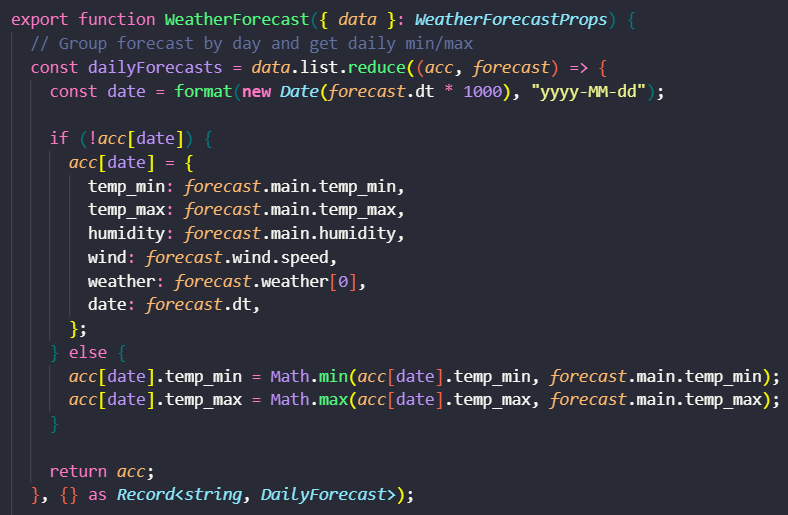 export function WeatherForecast({ data }: WeatherForecastProps) {
  // Group forecast by day and get daily min/max
  const dailyForecasts = data.list.reduce((acc, forecast) => {
    const date = format(new Date(forecast.dt * 1000), "yyyy-MM-dd");

    if (!acc[date]) {
      acc[date] = {
        temp_min: forecast.main.temp_min,
        temp_max: forecast.main.temp_max,
        humidity: forecast.main.humidity,
        wind: forecast.wind.speed,
        weather: forecast.weather[0],
        date: forecast.dt,
      };
    } else {
      acc[date].temp_min = Math.min(acc[date].temp_min, forecast.main.temp_min);
      acc[date].temp_max = Math.max(acc[date].temp_max, forecast.main.temp_max);
    }

    return acc;
  }, {} as Record<string, DailyForecast>);